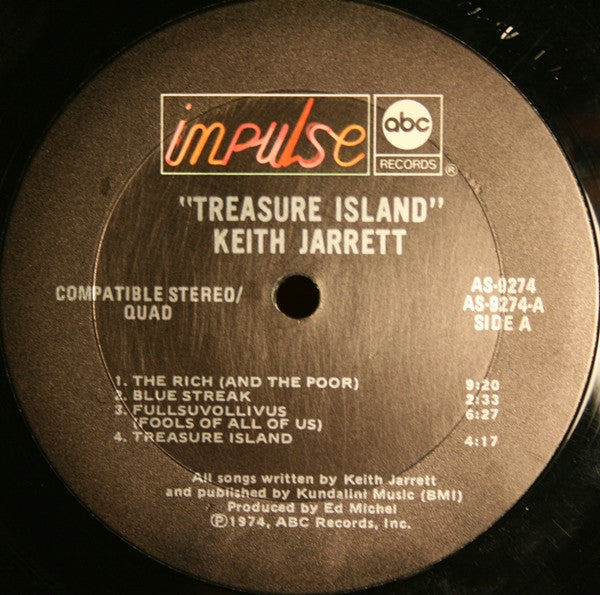 impulse
abc
RECORDS ®
"TREASURE ISLAND"
KEITH JARRETT
COMPATIBLE STEREO/
QUAD
AS-9274
AS-9274-A
SIDE A
1. THE RICH (AND THE POOR) 9:20
2. BLUE STREAK 2:33
3. FULLSUVOLLIVUS 6:27
(FOOLS OF ALL OF US)
4. TREASURE ISLAND 4:17
All songs written by Keith Jarrett
and published by Kundalini Music (BMI)
Produced by Ed Michel
℗1974, ABC Records, Inc.